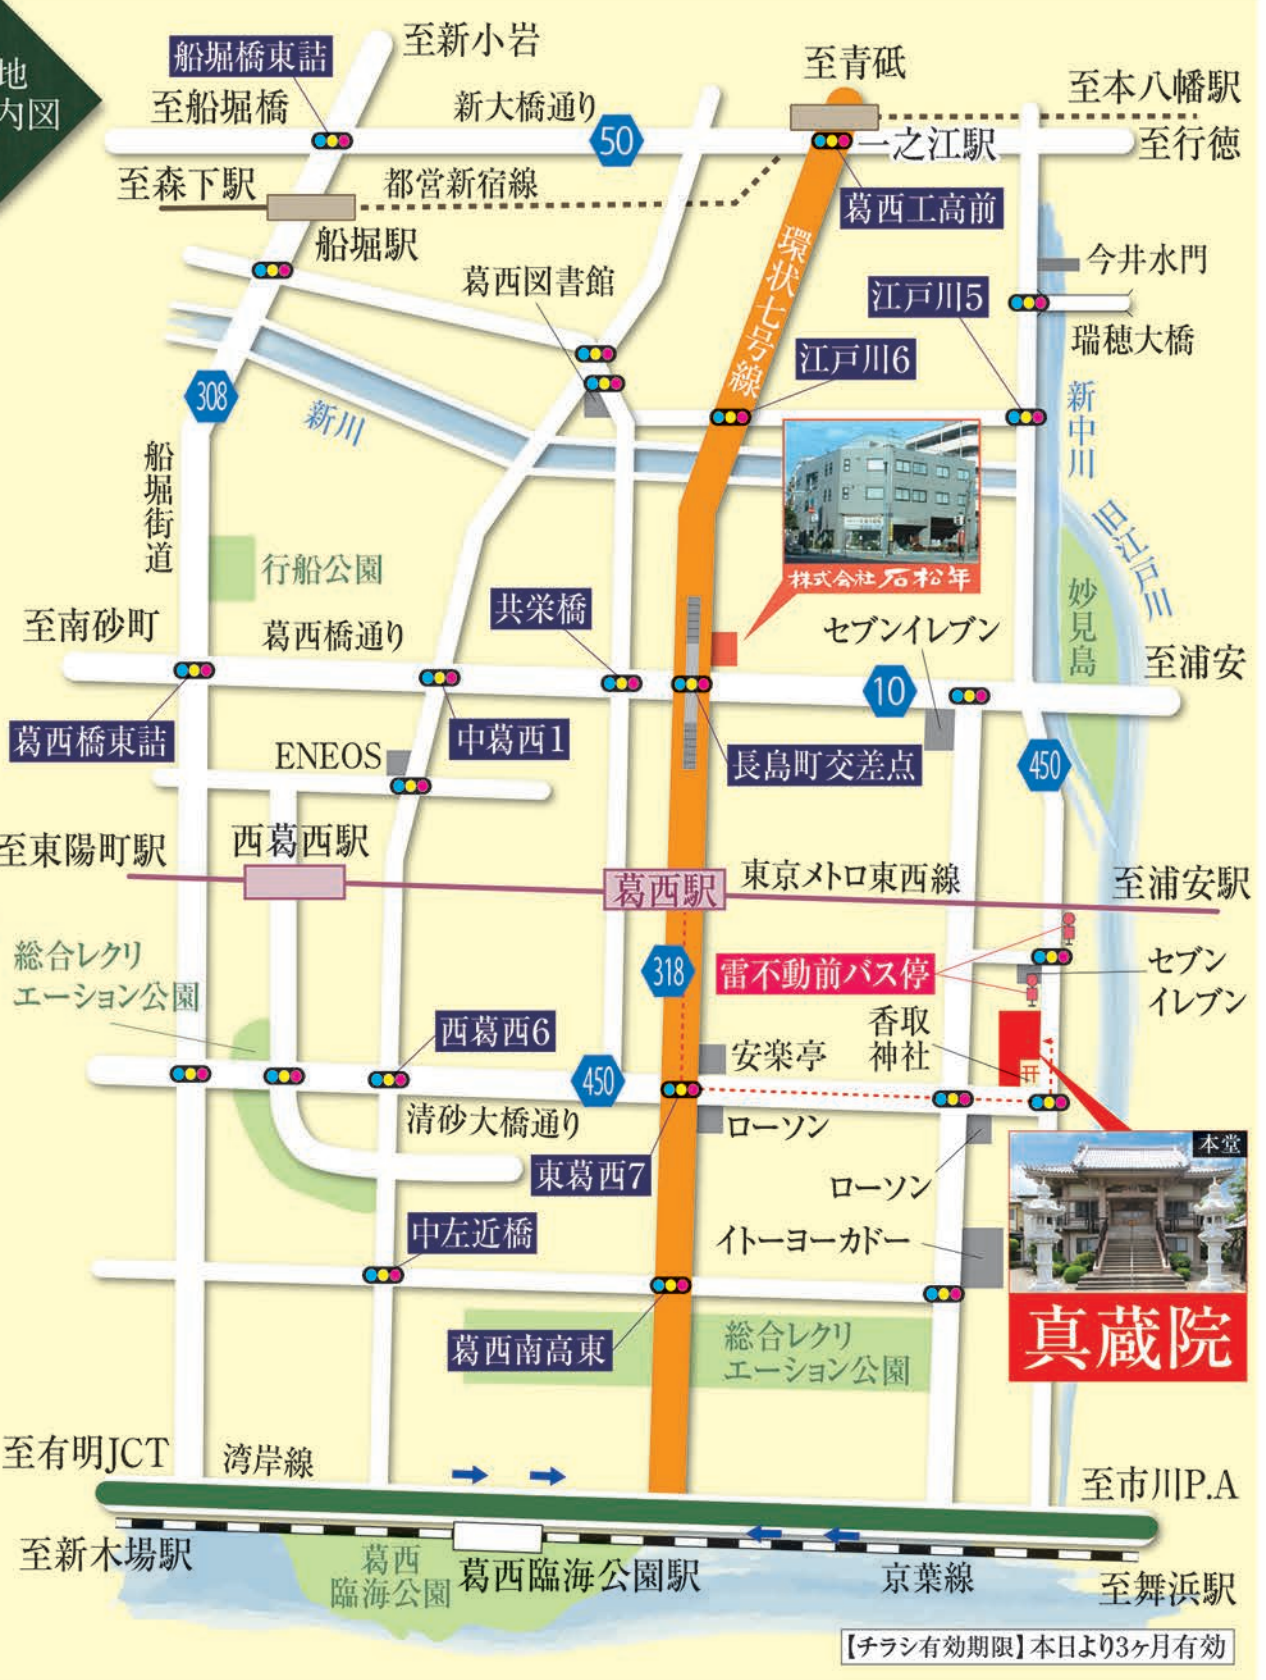 地
内図
至新小岩
船堀橋東詰
至青砥
至船堀橋
新大橋通り
50
至本八幡駅
一之江駅
至行徳
至森下駅
都営新宿線
葛西工高前
船堀駅
環状七号線
葛西図書館
今井水門
江戸川5
瑞穂大橋
江戸川6
308
新川
新中川
船堀街道
旧江戸川
行船公園
株式会社 石松年
妙見島
共栄橋
至南砂町
葛西橋通り
セブンイレブン
至浦安
10
葛西橋東詰
中葛西1
長島町交差点
ENEOS
450
至東陽町駅
西葛西駅
葛西駅
東京メトロ東西線
至浦安駅
総合レクリ
エーション公園
318
雷不動前バス停
セブン
イレブン
香取
神社
西葛西6
安楽亭
450
清砂大橋通り
ローソン
本堂
東葛西7
ローソン
中左近橋
イトーヨーカドー
真蔵院
葛西南高東
総合レクリ
エーション公園
至有明JCT
湾岸線
至市川P.A
至新木場駅
葛西
臨海公園
葛西臨海公園駅
京葉線
至舞浜駅
【チラシ有効期限】本日より3ヶ月有効